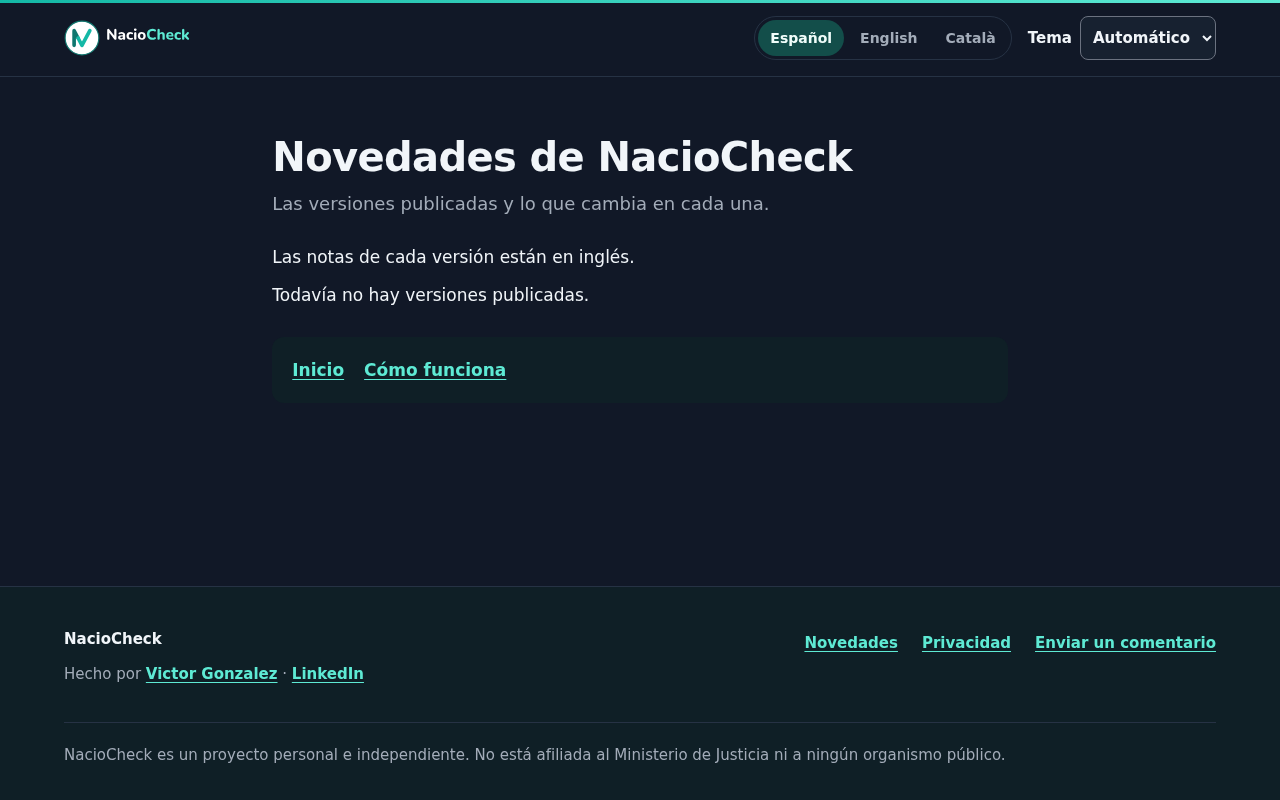 NacioCheck
Español English Català Tema Automático
Novedades de NacioCheck
Las versiones publicadas y lo que cambia en cada una.
Las notas de cada versión están en inglés.
Todavía no hay versiones publicadas.
Inicio Cómo funciona
NacioCheck
Hecho por Victor Gonzalez · LinkedIn
Novedades Privacidad Enviar un comentario
NacioCheck es un proyecto personal e independiente. No está afiliada al Ministerio de Justicia ni a ningún organismo público.